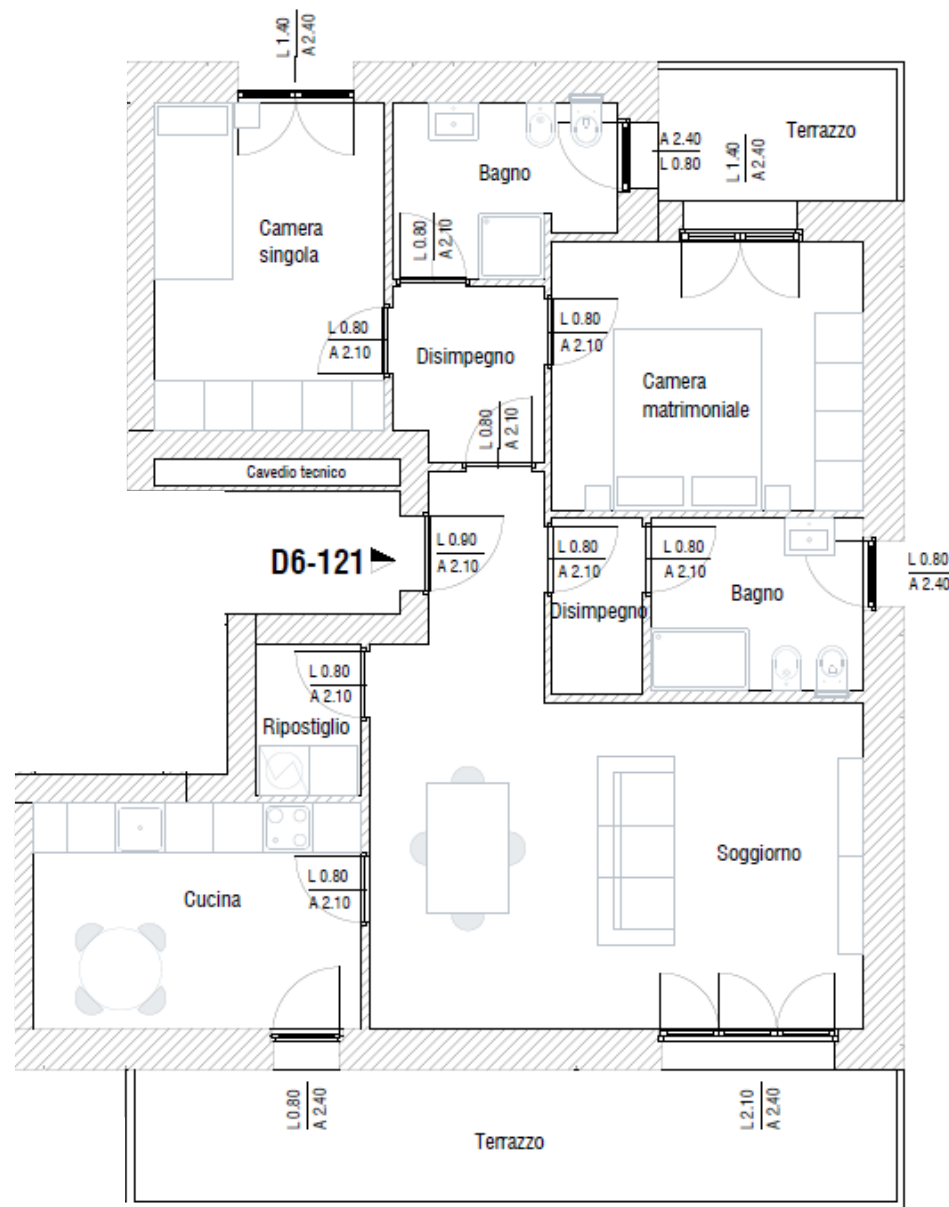 L 1.40
A 2.40
Terrazzo
A 2.40
L 0.80
L 1.40
A 2.40
Bagno
Camera
singola
L 0.80
A 2.10
L 0.80
A 2.10
Disimpegno
L 0.80
A 2.10
Camera
matrimoniale
L 0.80
A 2.10
Cavedio tecnico
D6-121
L 0.90
A 2.10
L 0.80
A 2.10
Disimpegno
L 0.80
A 2.10
Bagno
L 0.80
A 2.40
L 0.80
A 2.10
Ripostiglio
Soggiorno
L 0.80
A 2.10
Cucina
L 0.80
A 2.40
L 2.10
A 2.40
Terrazzo